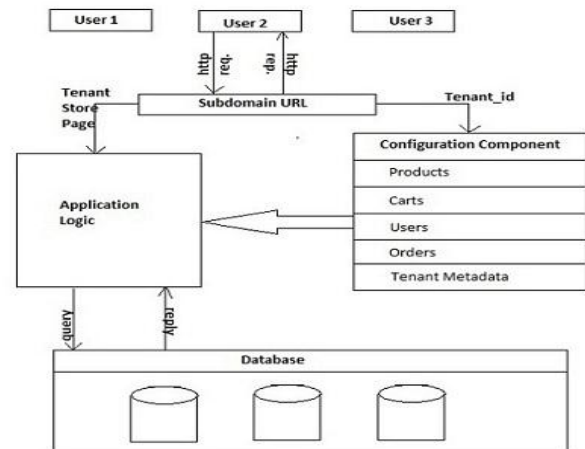 User 1
User 2
User 3
http
req.
rep.
http
Tenant
Store
Page
Subdomain URL
Tenant_id
Configuration Component
Products
Carts
Users
Orders
Tenant Metadata
Application
Logic
query
reply
Database